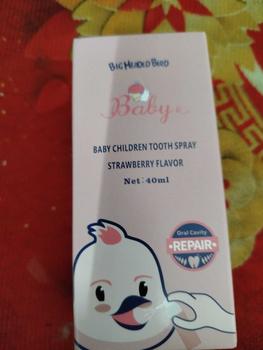 BIG HEADED BIRD
Baby
BABY CHILDREN TOOTH SPRAY
STRAWBERRY FLAVOR
Net:40ml
Oral Cavity
REPAIR